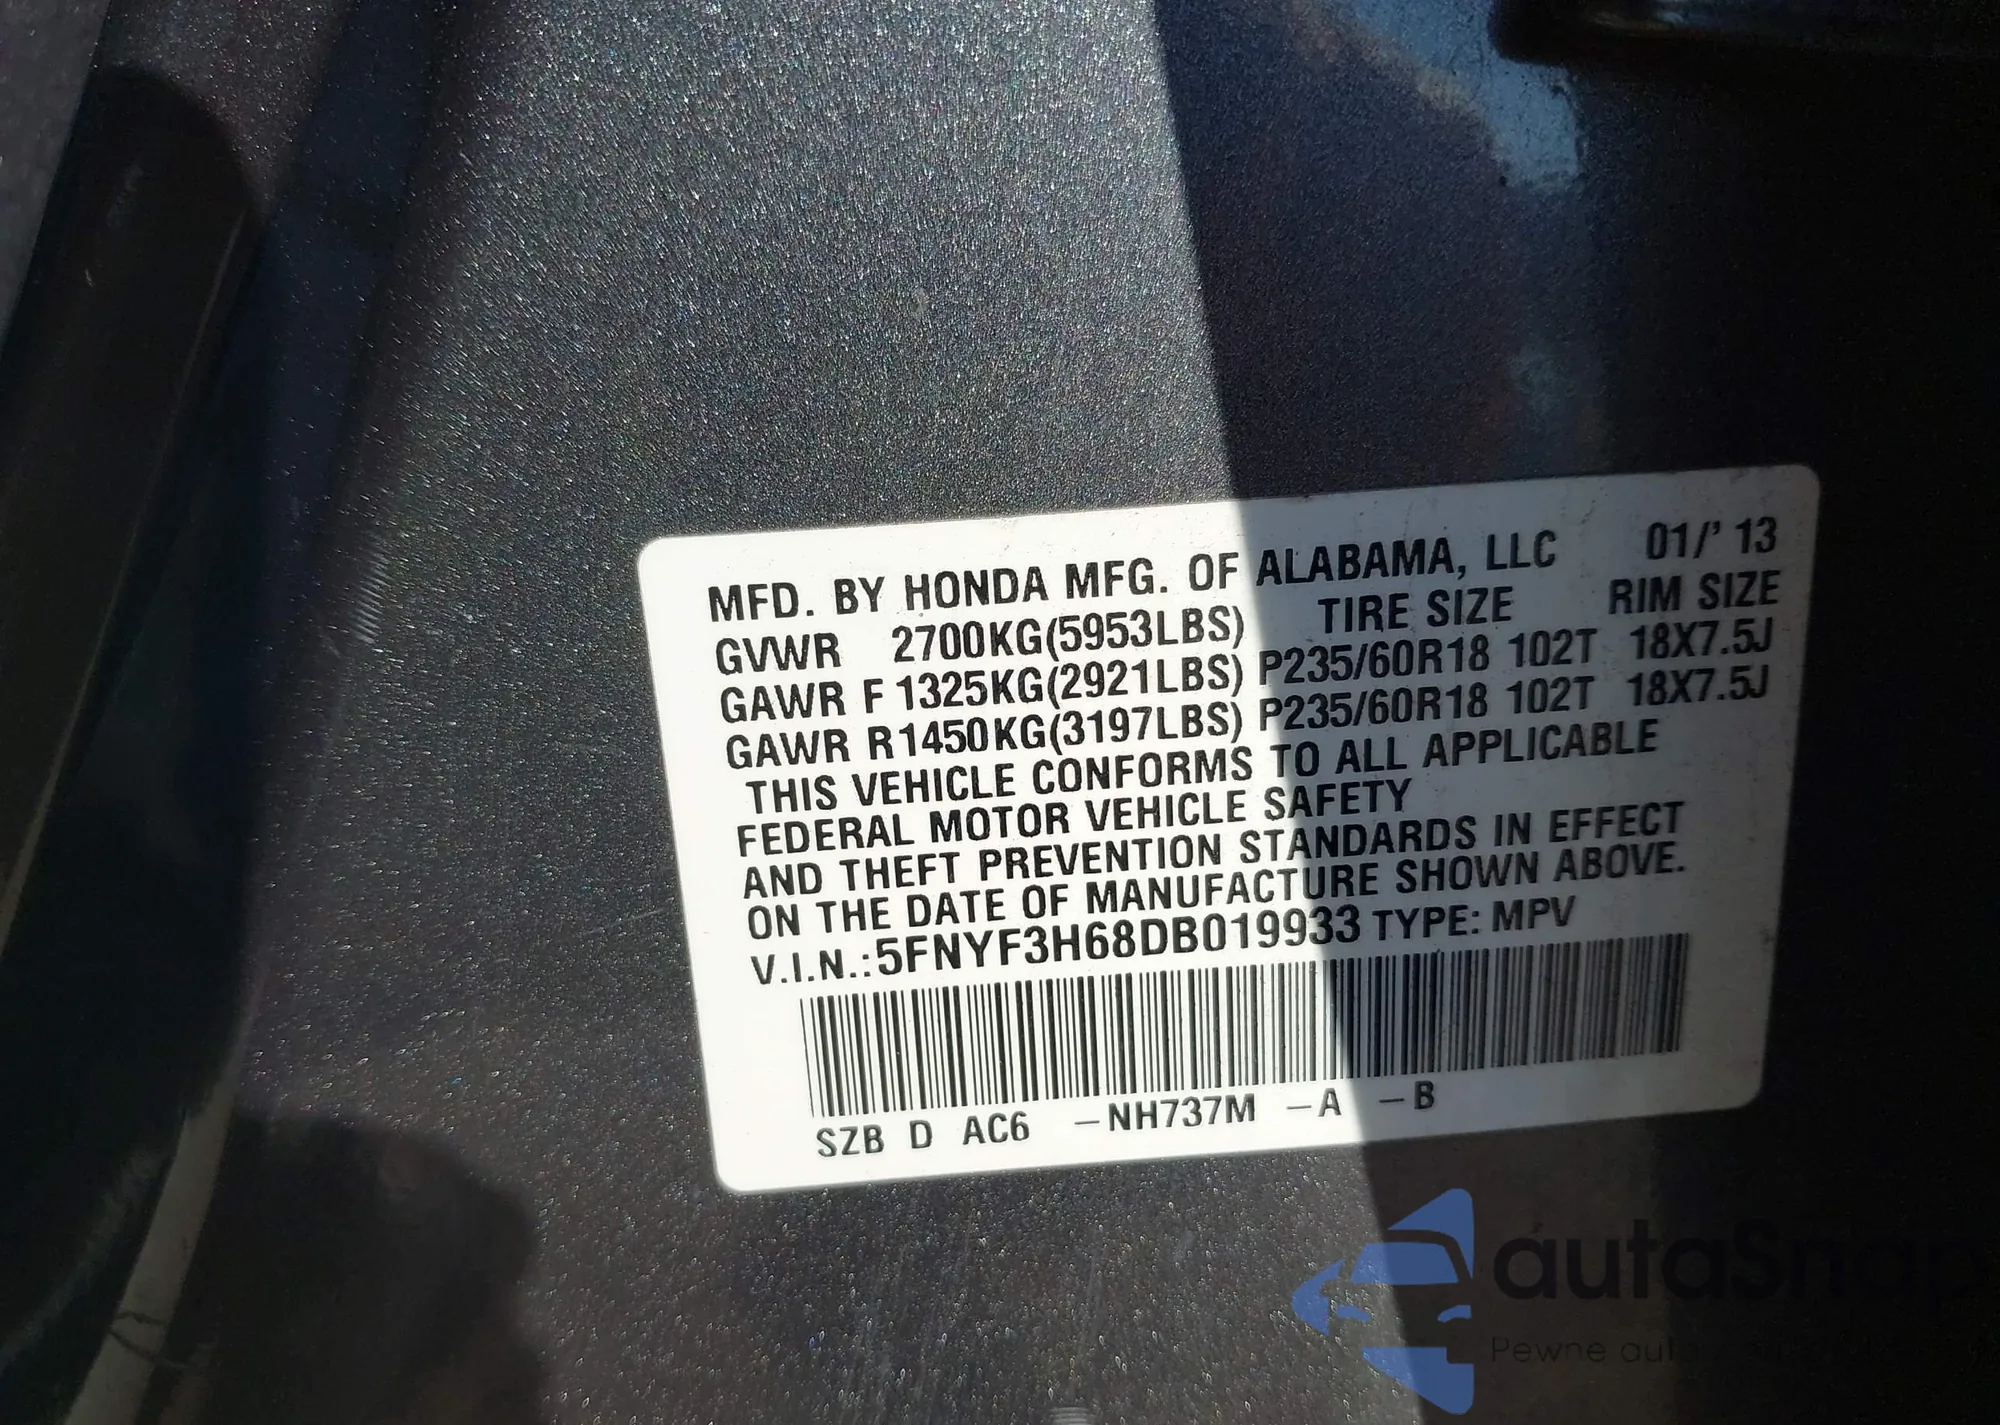 MFD. BY HONDA MFG. OF ALABAMA, LLC 01/' 13
GVWR 2700KG(5953LBS) TIRE SIZE RIM SIZE
GAWR F 1325KG(2921LBS) P235/60R18 102T 18X7.5J
GAWR R1450KG(3197LBS) P235/60R18 102T 18X7.5J
THIS VEHICLE CONFORMS TO ALL APPLICABLE
FEDERAL MOTOR VEHICLE SAFETY
AND THEFT PREVENTION STANDARDS IN EFFECT
ON THE DATE OF MANUFACTURE SHOWN ABOVE.
V.I.N.:5FNYF3H68DB019933 TYPE: MPV
SZB D AC6 -NH737M -A -B
autaSnap
Pewne auta